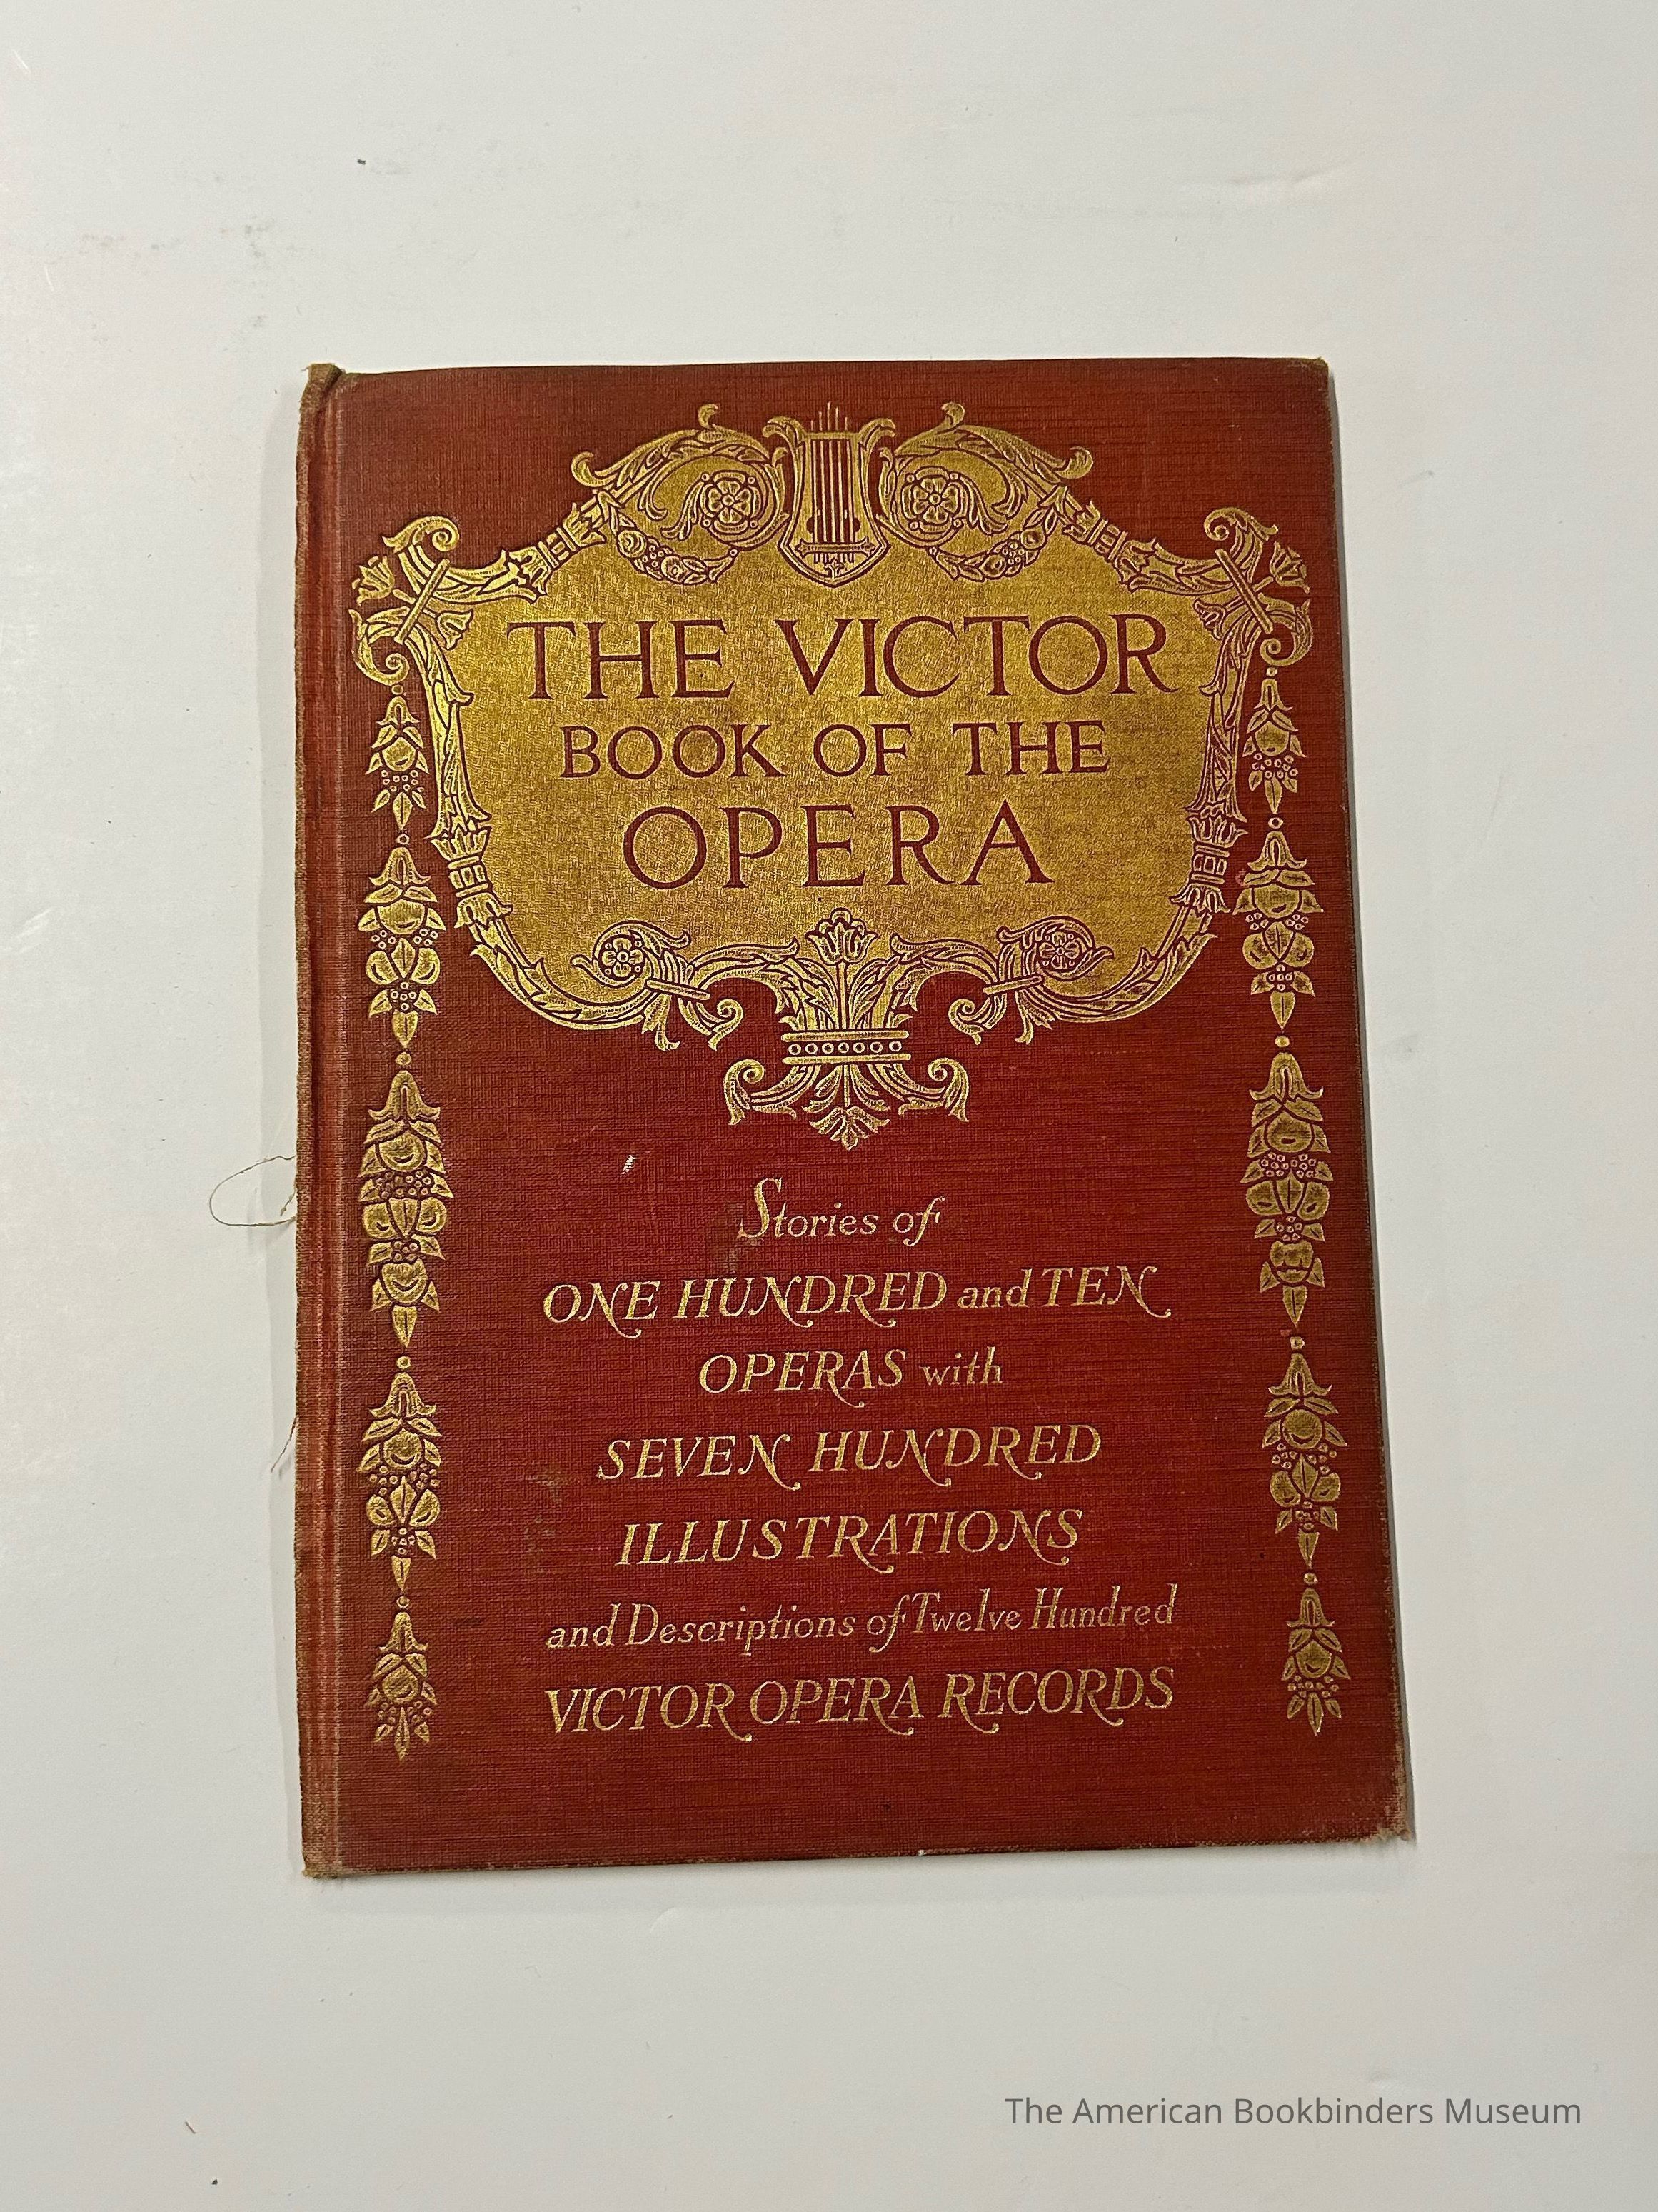 THE VICTOR
BOOK OF THE
OPERA
Stories of
ONE HUNDRED and TEN
OPERAS with
SEVEN HUNDRED
ILLUSTRATIONS
and Descriptions of Twelve Hundred
VICTOR OPERA RECORDS
The American Bookbinders Museum